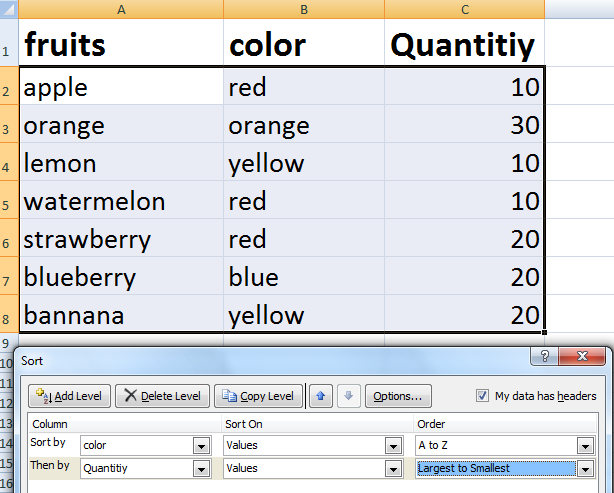 A B C
1 fruits color Quantitiy
2 apple red 10
3 orange orange 30
4 lemon yellow 10
5 watermelon red 10
6 strawberry red 20
7 blueberry blue 20
8 bannana yellow 20
9
10 Sort ?
11
12 Add Level Delete Level Copy Level Options... My data has headers
13 Column Sort On Order
14 Sort by color Values A to Z
15 Then by Quantitiy Values Largest to Smallest
16